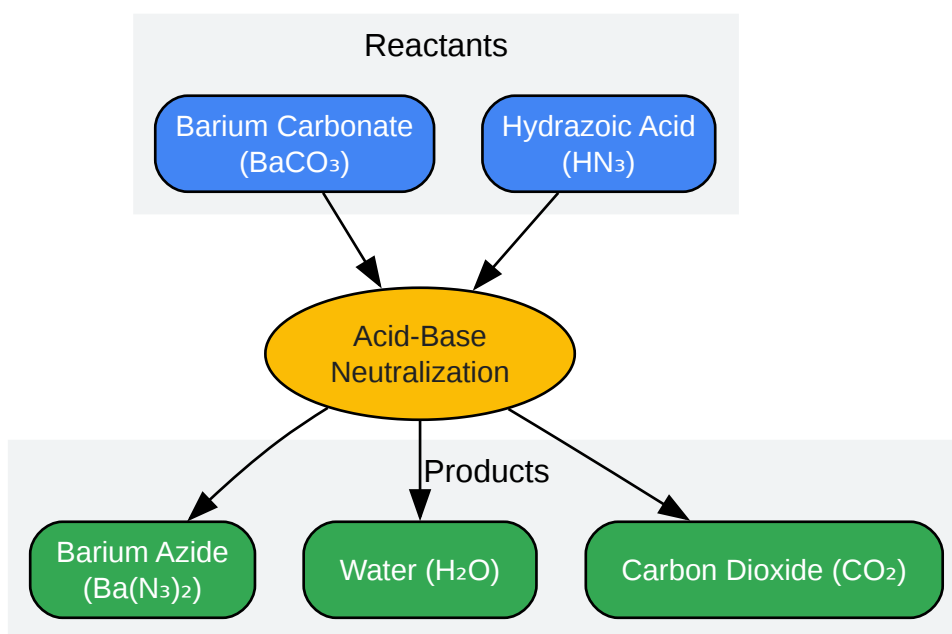 Reactants
Barium Carbonate
(BaCO₃)
Hydrazoic Acid
(HN₃)
Acid-Base
Neutralization
Products
Barium Azide
(Ba(N₃)₂)
Water (H₂O)
Carbon Dioxide (CO₂)